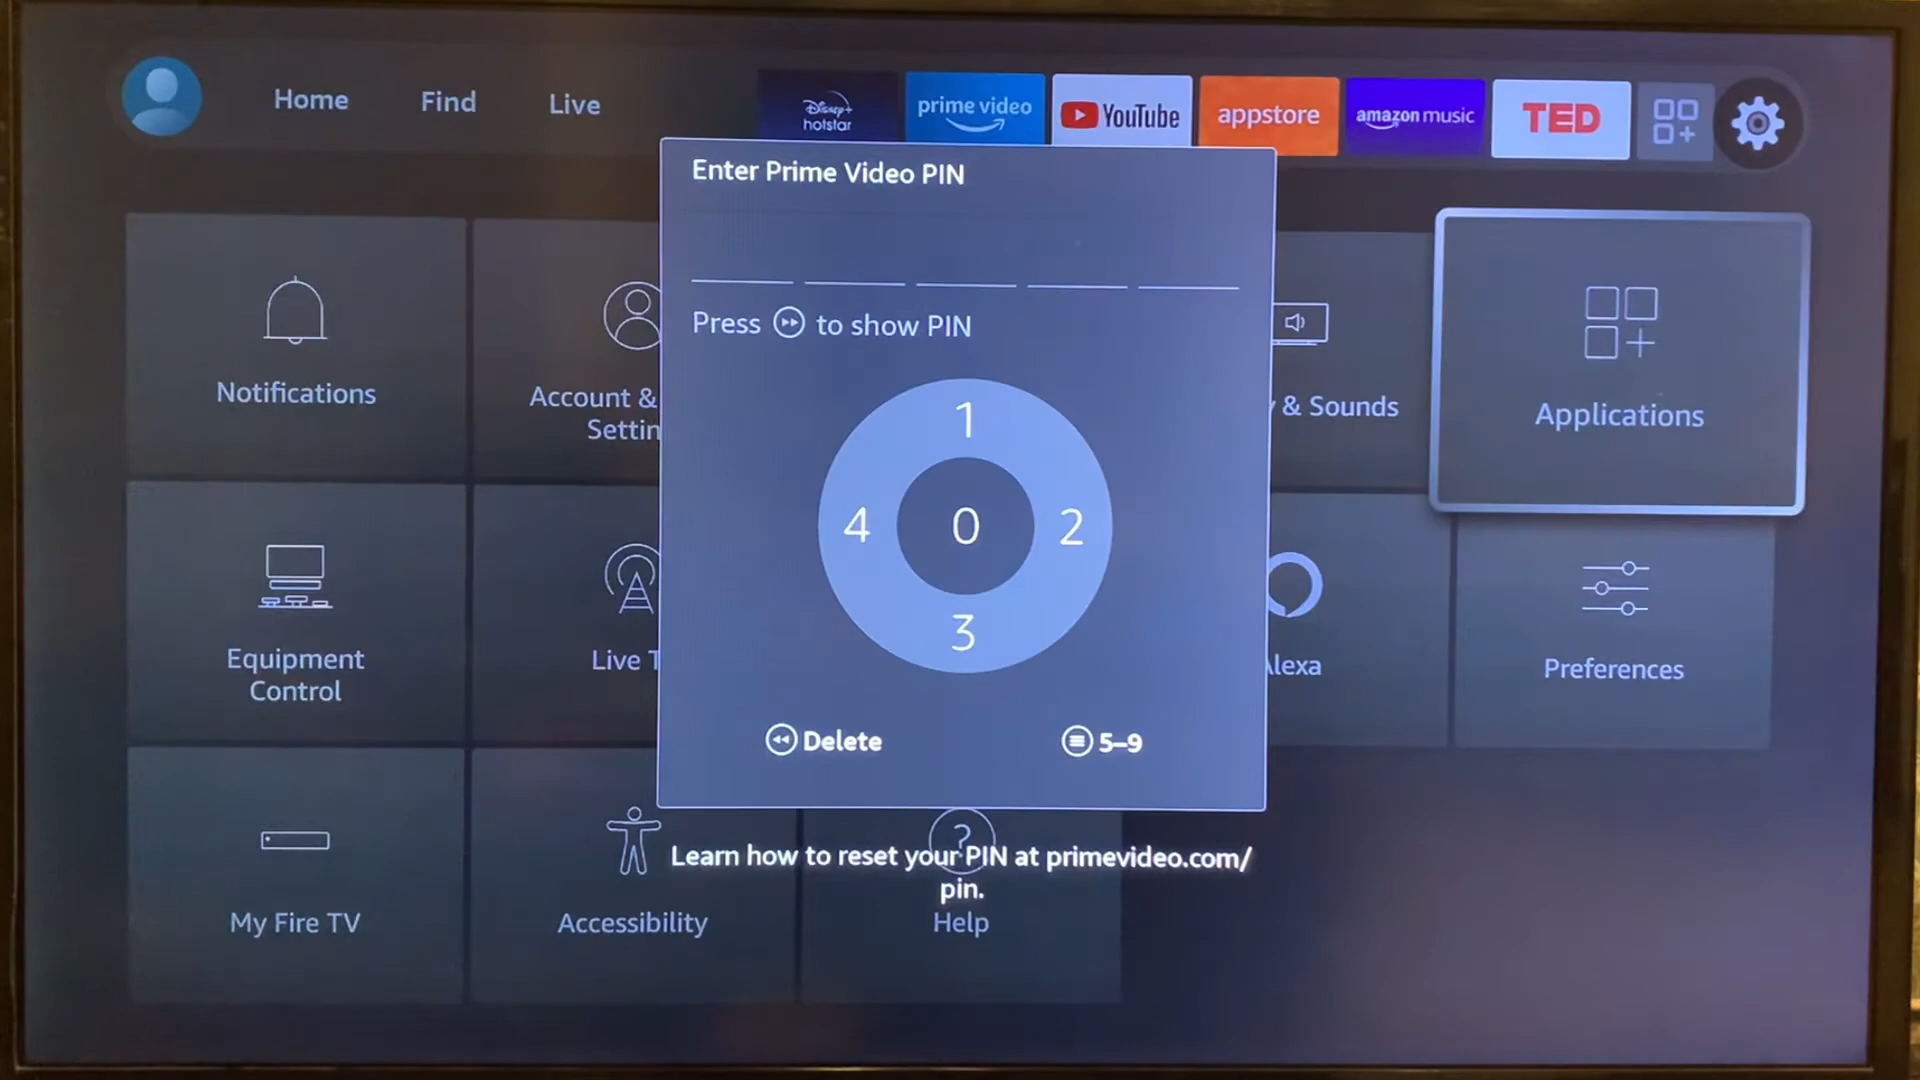 Home
Find
Live
Disney+
hotstar
prime video
YouTube
appstore
amazon music
TED
Enter Prime Video PIN
Press to show PIN
1
4 0 2
3
Delete
5–9
Learn how to reset your PIN at primevideo.com/
pin.
Notifications
Account &
Settin
& Sounds
Applications
Equipment
Control
Live T
Alexa
Preferences
My Fire TV
Accessibility
?
Help